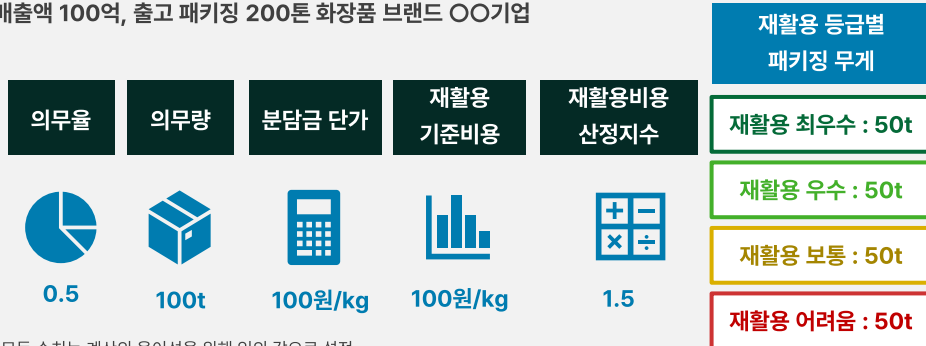 매출액 100억, 출고 패키징 200톤 화장품 브랜드 〇〇기업
의무율
의무량
분담금 단가
재활용
기준비용
재활용비용
산정지수
0.5
100t
100원/kg
100원/kg
1.5
재활용 등급별
패키징 무게
재활용 최우수 : 50t
재활용 우수 : 50t
재활용 보통 : 50t
재활용 어려움 : 50t